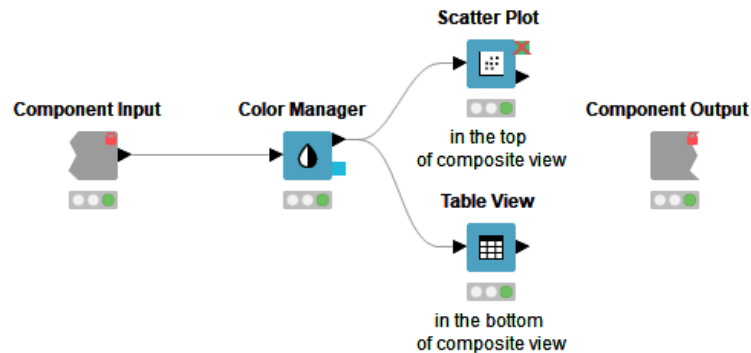 Scatter Plot
Component Input
Color Manager
Component Output
in the top
of composite view
Table View
in the bottom
of composite view